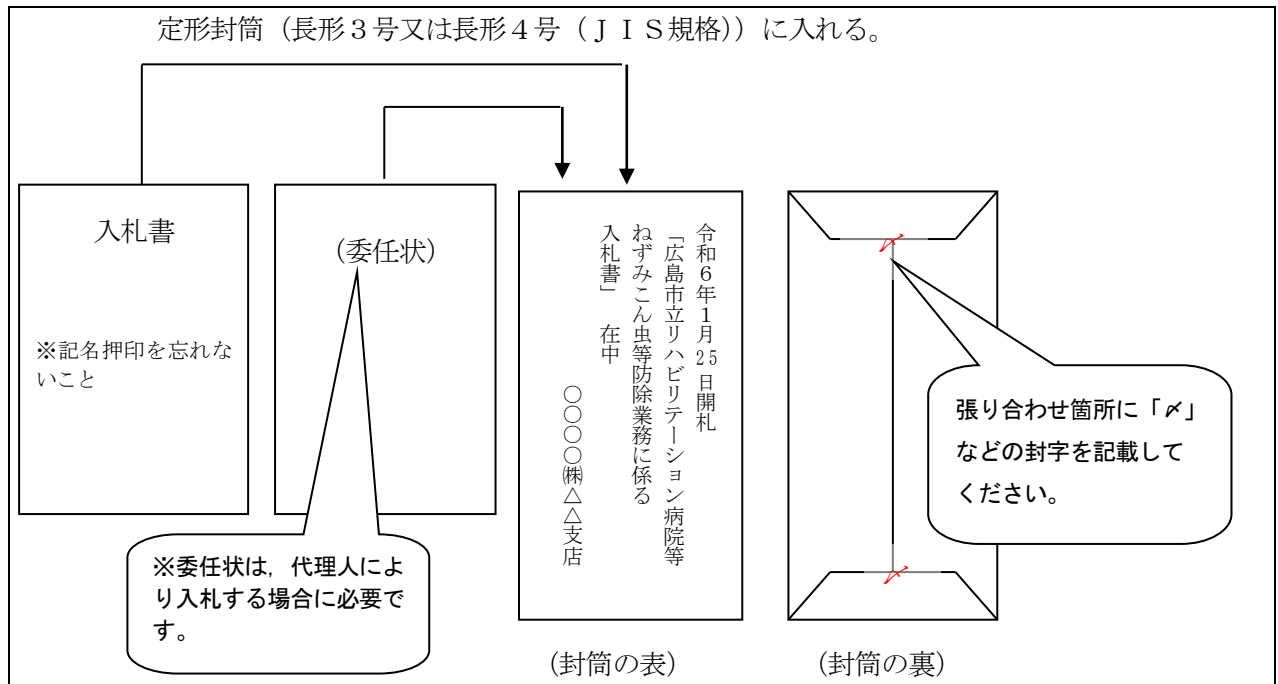 定形封筒（長形３号又は長形４号（ＪＩＳ規格））に入れる。
入札書
※記名押印を忘れな
いこと
（委任状）
※委任状は，代理人によ
り入札する場合に必要で
す。
令和６年１月25日開札
「広島市立リハビリテーション病院等
ねずみこん虫等防除業務に係る
入札書」　在中
○○○○㈱△△支店
〆
〆
張り合わせ箇所に「〆」
などの封字を記載して
ください。
（封筒の表）
（封筒の裏）